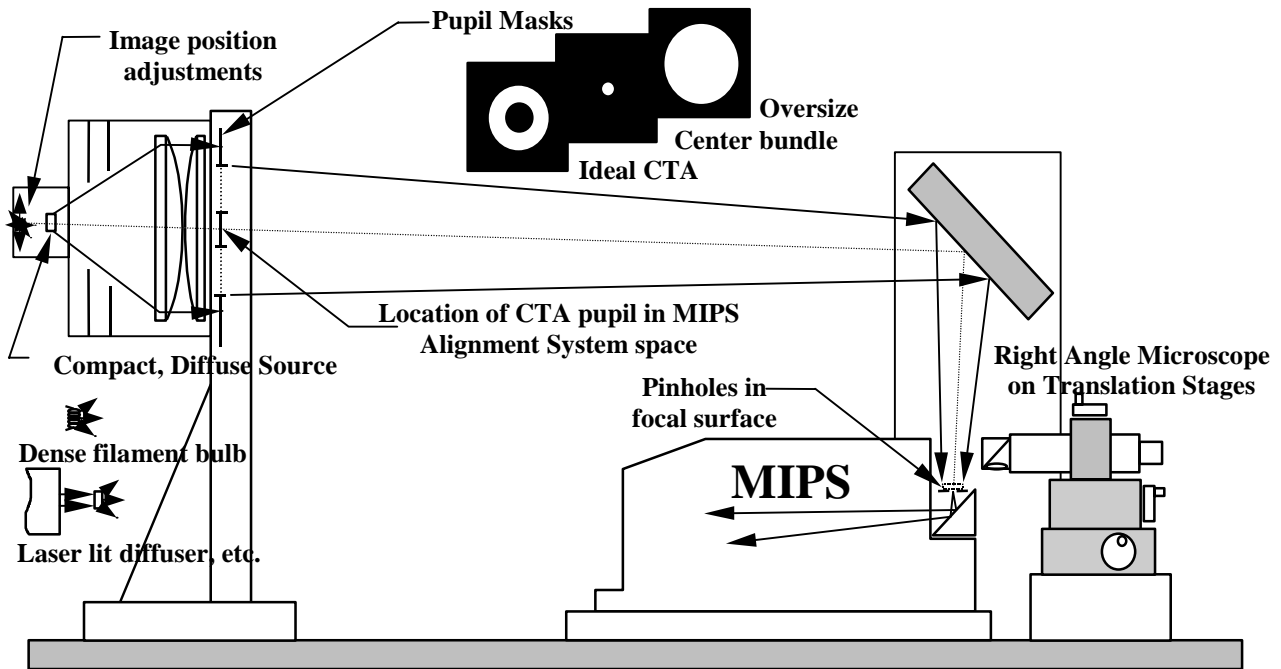 Pupil Masks
Image position
adjustments
Oversize
Center bundle
Ideal CTA
Location of CTA pupil in MIPS
Alignment System space
Compact, Diffuse Source
Right Angle Microscope
on Translation Stages
Pinholes in
focal surface
Dense filament bulb
MIPS
Laser lit diffuser, etc.